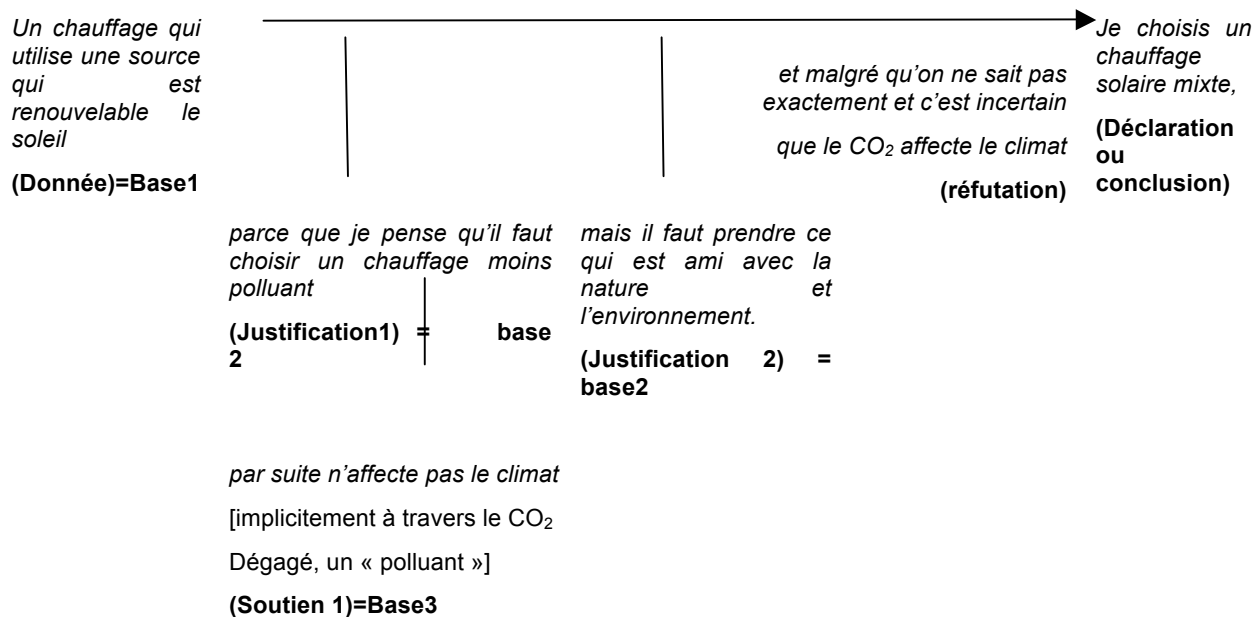 Un chauffage qui
utilise une source
qui est
renouvelable le
soleil
(Donnée)=Base1
Je choisis un
chauffage
solaire mixte,
(Déclaration
ou
conclusion)
et malgré qu'on ne sait pas
exactement et c'est incertain
que le CO₂ affecte le climat
(réfutation)
parce que je pense qu'il faut
choisir un chauffage moins
polluant
(Justification1) = base
2
mais il faut prendre ce
qui est ami avec la
nature et
l'environnement.
(Justification 2) =
base2
par suite n'affecte pas le climat
[implicitement à travers le CO₂
Dégagé, un « polluant »]
(Soutien 1)=Base3